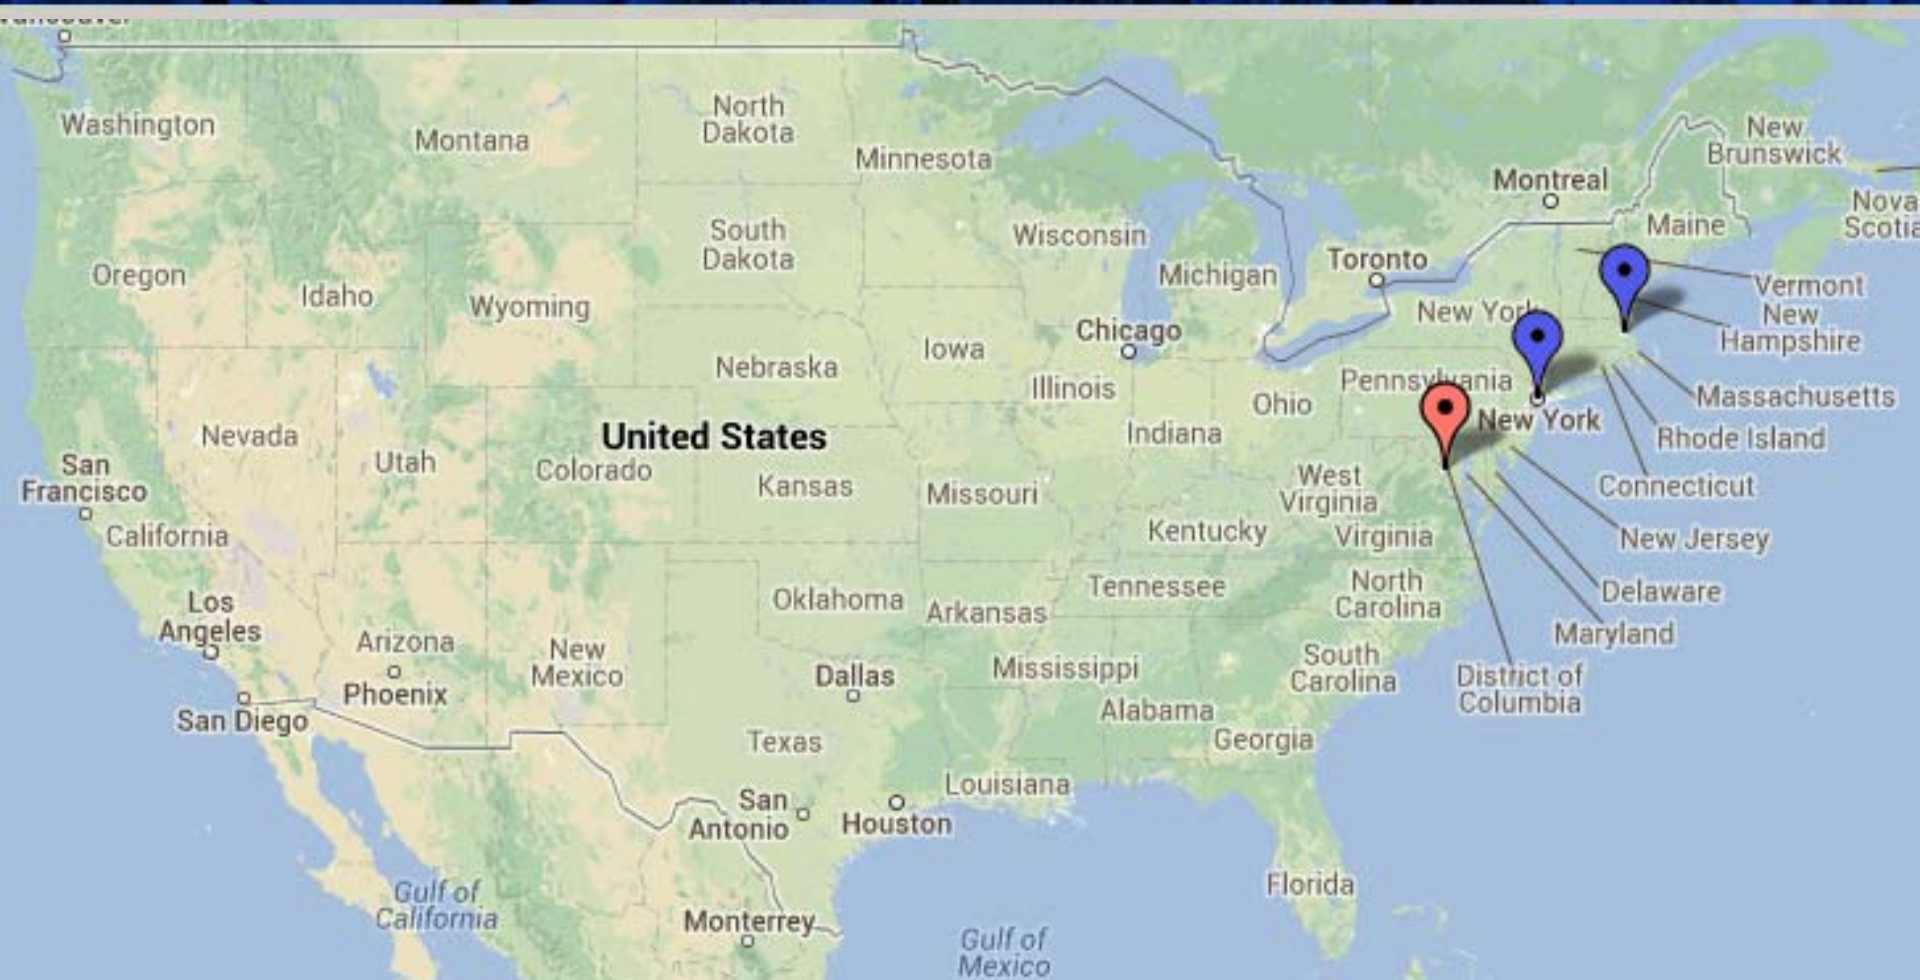 Washington
Montana
North
Dakota
Minnesota
New
Brunswick
Montreal
Nova
Scotia
Maine
South
Dakota
Wisconsin
Michigan
Toronto
Oregon
Idaho
Wyoming
Vermont
New York
New
Hampshire
Chicago
Iowa
Nebraska
Illinois
Pennsylvania
Ohio
Massachusetts
New York
Nevada
United States
Indiana
Rhode Island
San
Francisco
Utah
Colorado
Kansas
Missouri
West
Virginia
Connecticut
California
Kentucky
Virginia
New Jersey
Los
Angeles
Oklahoma
Arkansas
Tennessee
North
Carolina
Delaware
Maryland
Arizona
New
Mexico
Phoenix
Dallas
Mississippi
South
Carolina
District of
Columbia
San Diego
Texas
Alabama
Georgia
San
Antonio
Houston
Louisiana
Gulf of
California
Florida
Monterrey
Gulf of
Mexico